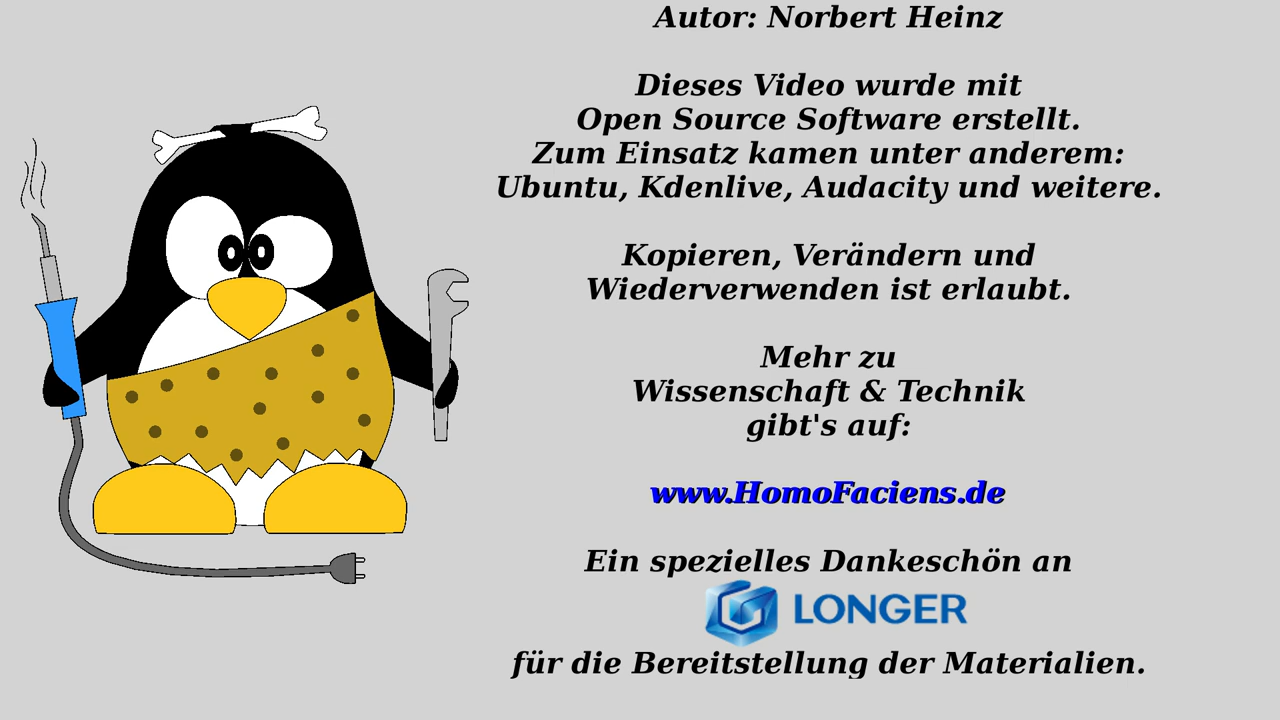 Autor: Norbert Heinz
Dieses Video wurde mit
Open Source Software erstellt.
Zum Einsatz kamen unter anderem:
Ubuntu, Kdenlive, Audacity und weitere.
Kopieren, Verändern und
Wiederverwenden ist erlaubt.
Mehr zu
Wissenschaft & Technik
gibt's auf:
www.HomoFaciens.de
Ein spezielles Dankeschön an
LONGER
für die Bereitstellung der Materialien.